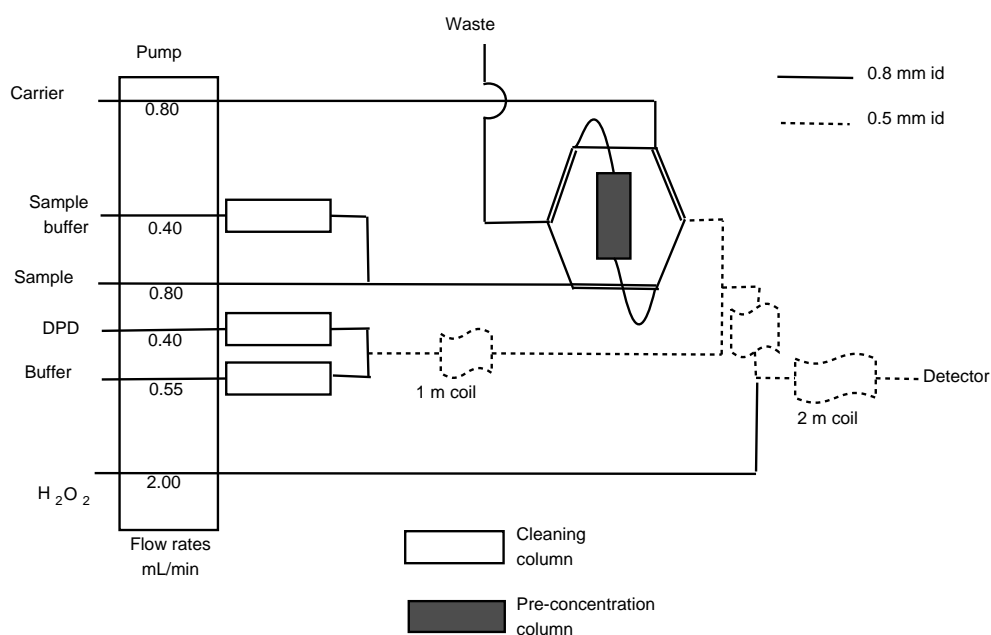 Waste
Pump
Carrier
0.80
0.8 mm id
0.5 mm id
Sample
buffer
0.40
Sample
0.80
DPD
0.40
Buffer
0.55
1 m coil
Detector
2 m coil
H2O2
2.00
Flow rates
mL/min
Cleaning
column
Pre-concentration
column